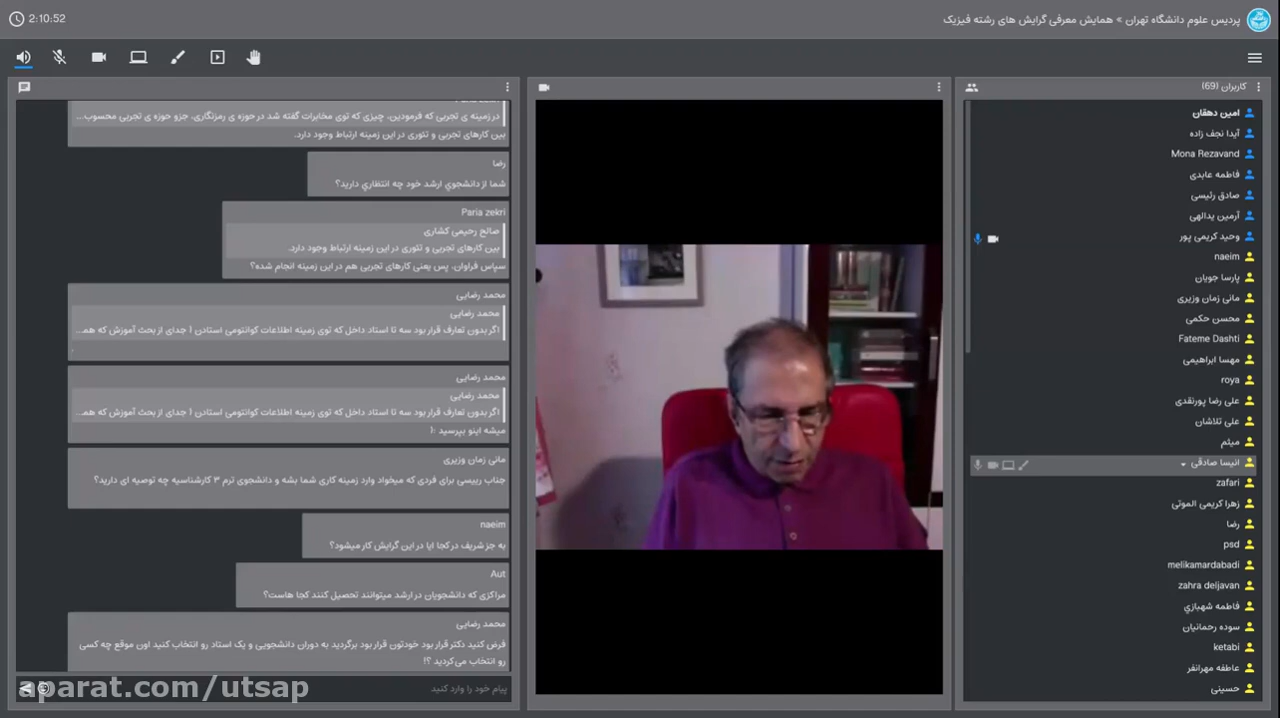 پردیس علوم دانشگاه تهران » همایش معرفی گرایش های رشته فیزیک
2:10:52
کاربران (69)
امین دهقان
آیدا نجف زاده
Mona Rezavand
فاطمه عابدی
صادق رئیسی
آرمین یدالهی
وحید کریمی پور
naeim
پارسا جویان
مانی زمان وزیری
محسن حکمی
Fateme Dashti
مهسا ابراهیمی
roya
علی رضا پورنقدی
علی تلاشان
میثم
انیسا صادقی
zafari
زهرا کریمی الموتی
رضا
psd
melikamardabadi
zahra deljavan
فاطمه شهبازي
سوده رحمانیان
ketabi
عاطفه مهرانفر
حسینی
در زمینه ی تجربی که فرمودین، چیزی که توی مخابرات گفته شد در حوزه ی رمزنگاری، جزو حوزه ی تجربی محسوب...
بین کارهای تجربی و تئوری در این زمینه ارتباط وجود دارد.
رضا
شما از دانشجوي ارشد خود چه انتظاري داريد؟
Paria zekri
صالح رحیمی کشاری
بین کارهای تجربی و تئوری در این زمینه ارتباط وجود دارد.
سپاس فراوان، پس یعنی کارهای تجربی هم در این زمینه انجام شده؟
محمد رضایی
محمد رضایی
اگر بدون تعارف قرار بود سه تا استاد داخل که توی زمینه اطلاعات کوانتومی استادن ( جدای از بحث آموزش که همـ...
محمد رضایی
محمد رضایی
اگر بدون تعارف قرار بود سه تا استاد داخل که توی زمینه اطلاعات کوانتومی استادن ( جدای از بحث آموزش که همـ...
میشه اینو بپرسید :(
مانی زمان وزیری
جناب رییسی برای فردی که میخواد وارد زمینه کاری شما بشه و دانشجوی ترم ۳ کارشناسیه چه توصیه ای دارید؟
naeim
به جز شریف در کجا ایا در این گرایش کار میشود؟
Aut
مراکزی که دانشجویان در ارشد میتوانند تحصیل کنند کجا هاست؟
محمد رضایی
فرض کنید دکتر قرار بود خودتون قرار بود برگردید به دوران دانشجویی و یک استاد رو انتخاب کنید اون موقع چه کسی
رو انتخاب می کردید ؟!
پیام خود را وارد کنید
aparat.com/utsap